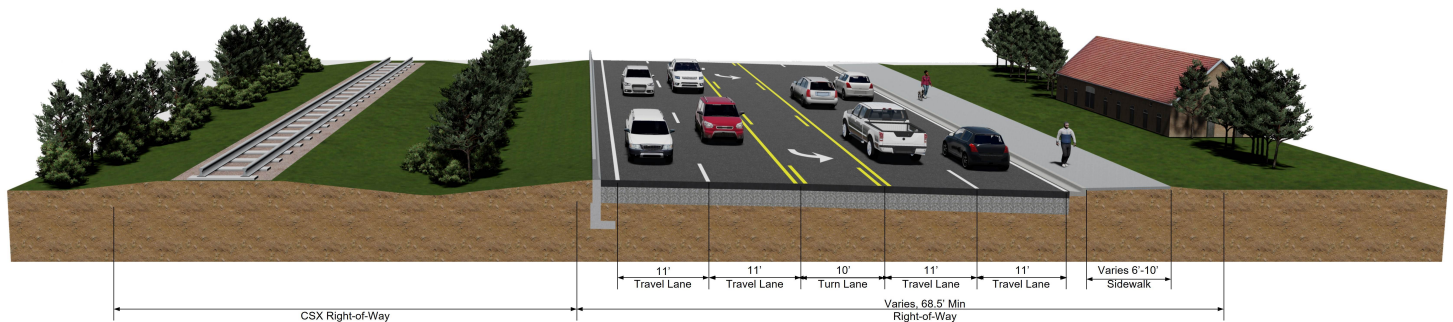 11’
Travel Lane
11’
Travel Lane
10’
Turn Lane
11’
Travel Lane
11’
Travel Lane
Varies 6’-10’
Sidewalk
CSX Right-of-Way
Varies, 68.5’ Min
Right-of-Way